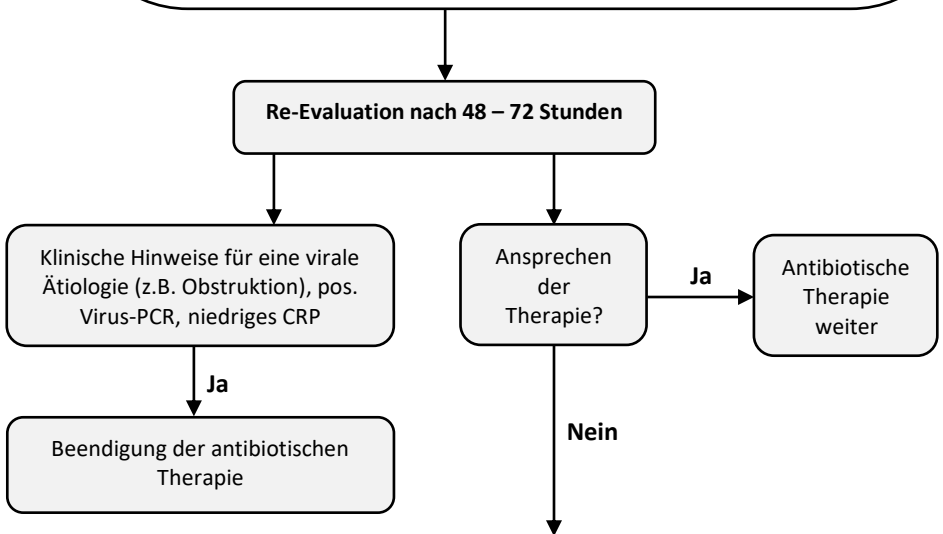 Re-Evaluation nach 48 – 72 Stunden
Klinische Hinweise für eine virale
Ätiologie (z.B. Obstruktion), pos.
Virus-PCR, niedriges CRP
Ansprechen
der
Therapie?
Ja
Antibiotische
Therapie
weiter
Ja
Beendigung der antibiotischen
Therapie
Nein